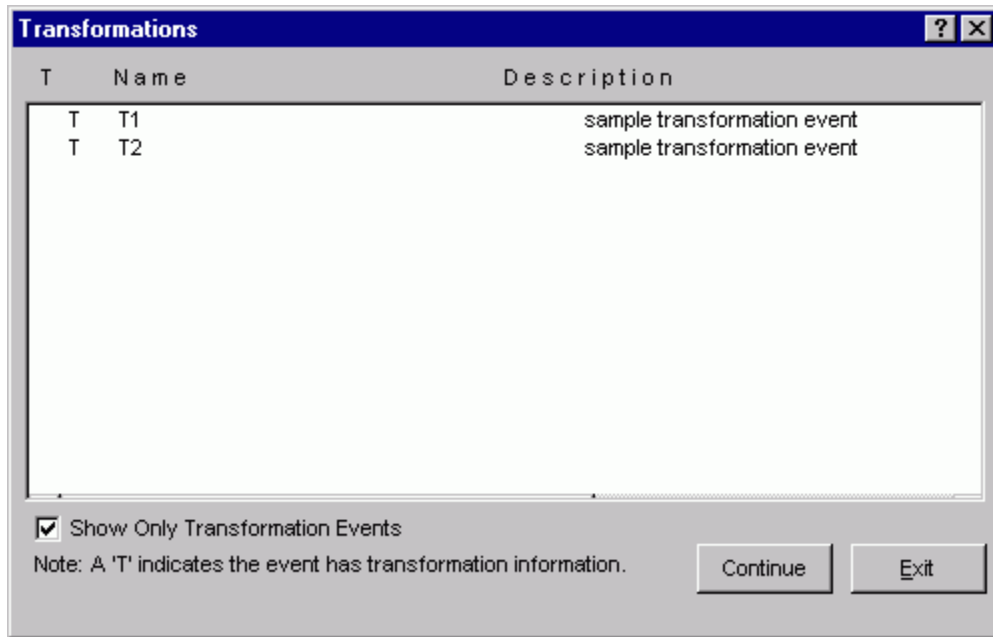 Transformations
T Name Description
T T1 sample transformation event
T T2 sample transformation event
Show Only Transformation Events
Note: A 'T' indicates the event has transformation information.
Continue Exit